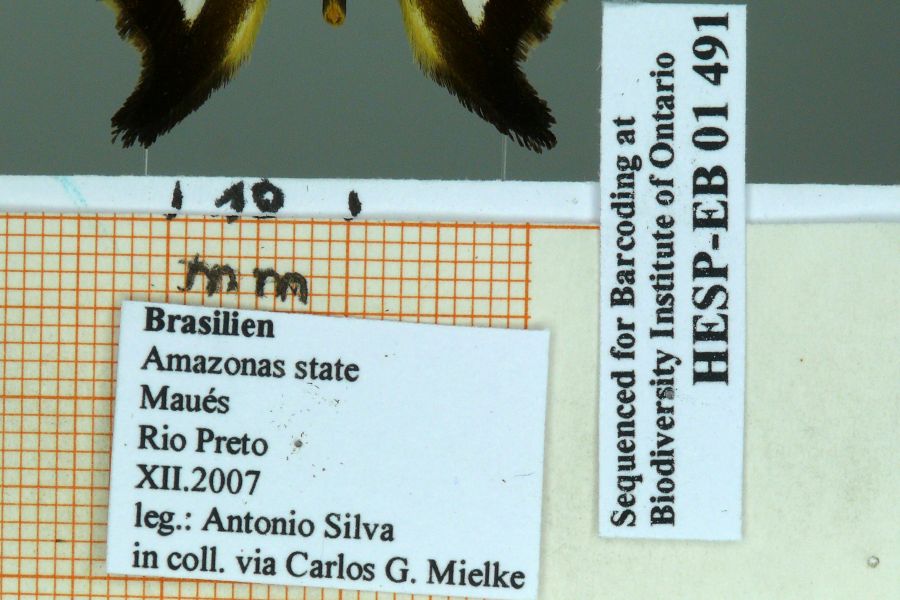 10
mm
Brasilien
Amazonas state
Maués
Rio Preto
XII.2007
leg.: Antonio Silva
in coll. via Carlos G. Mielke
Sequenced for Barcoding at
Biodiversity Institute of Ontario
HESP-EB 01 491